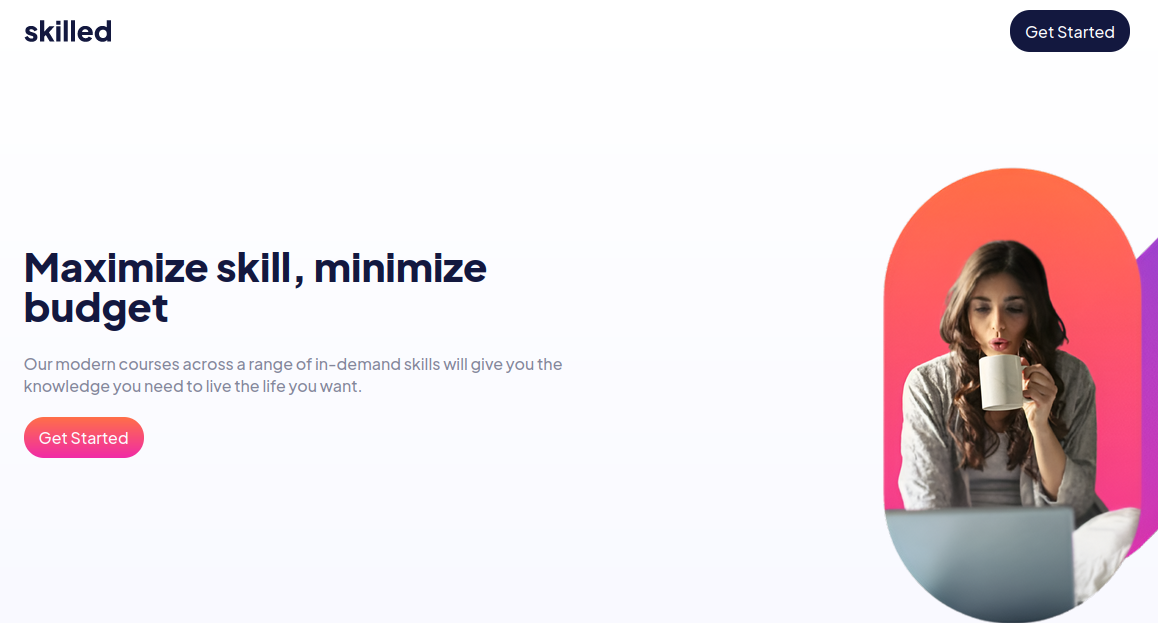 skilled
Get Started
Maximize skill, minimize
budget
Our modern courses across a range of in-demand skills will give you the
knowledge you need to live the life you want.
Get Started